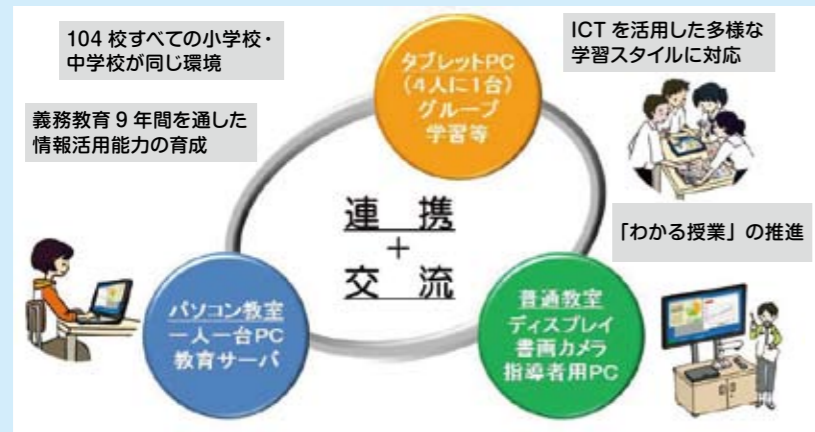 104 校すべての小学校・
中学校が同じ環境
ICT を活用した多様な
学習スタイルに対応
タブレットPC
(4人に1台)
グループ
学習等
義務教育 9 年間を通した
情報活用能力の育成
連 携
+
交 流
「わかる授業」の推進
パソコン教室
一人一台PC
教育サーバ
普通教室
ディスプレイ
書画カメラ
指導者用PC